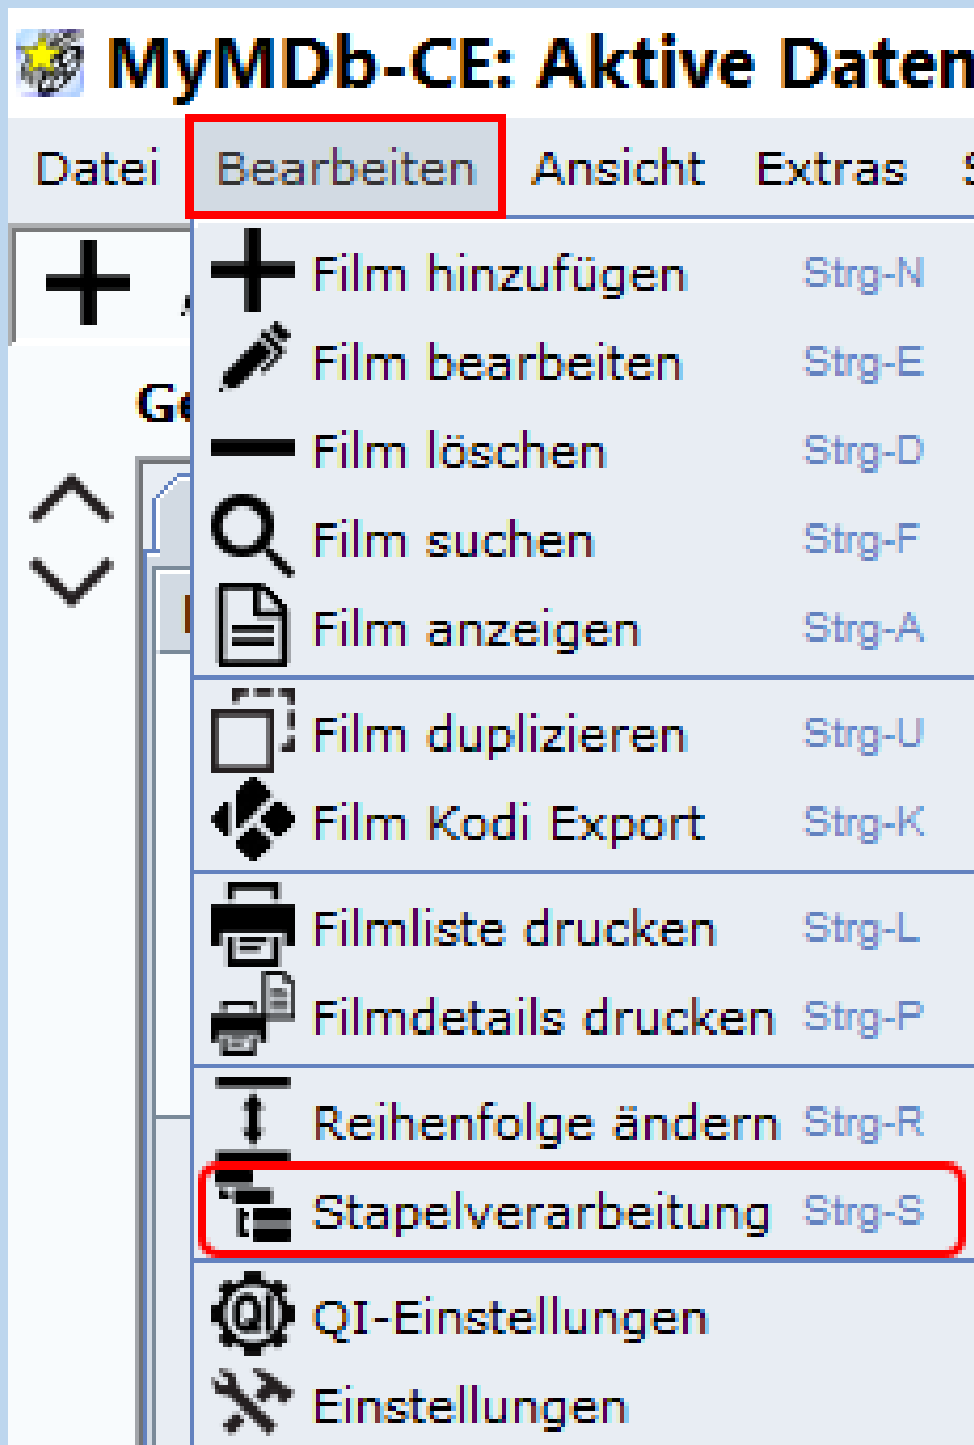 MyMDb-CE: Aktive Daten
Datei Bearbeiten Ansicht Extras
Film hinzufügen Strg-N
Film bearbeiten Strg-E
Film löschen Strg-D
Film suchen Strg-F
Film anzeigen Strg-A
Film duplizieren Strg-U
Film Kodi Export Strg-K
Filmliste drucken Strg-L
Filmdetails drucken Strg-P
Reihenfolge ändern Strg-R
Stapelverarbeitung Strg-S
QI-Einstellungen
Einstellungen